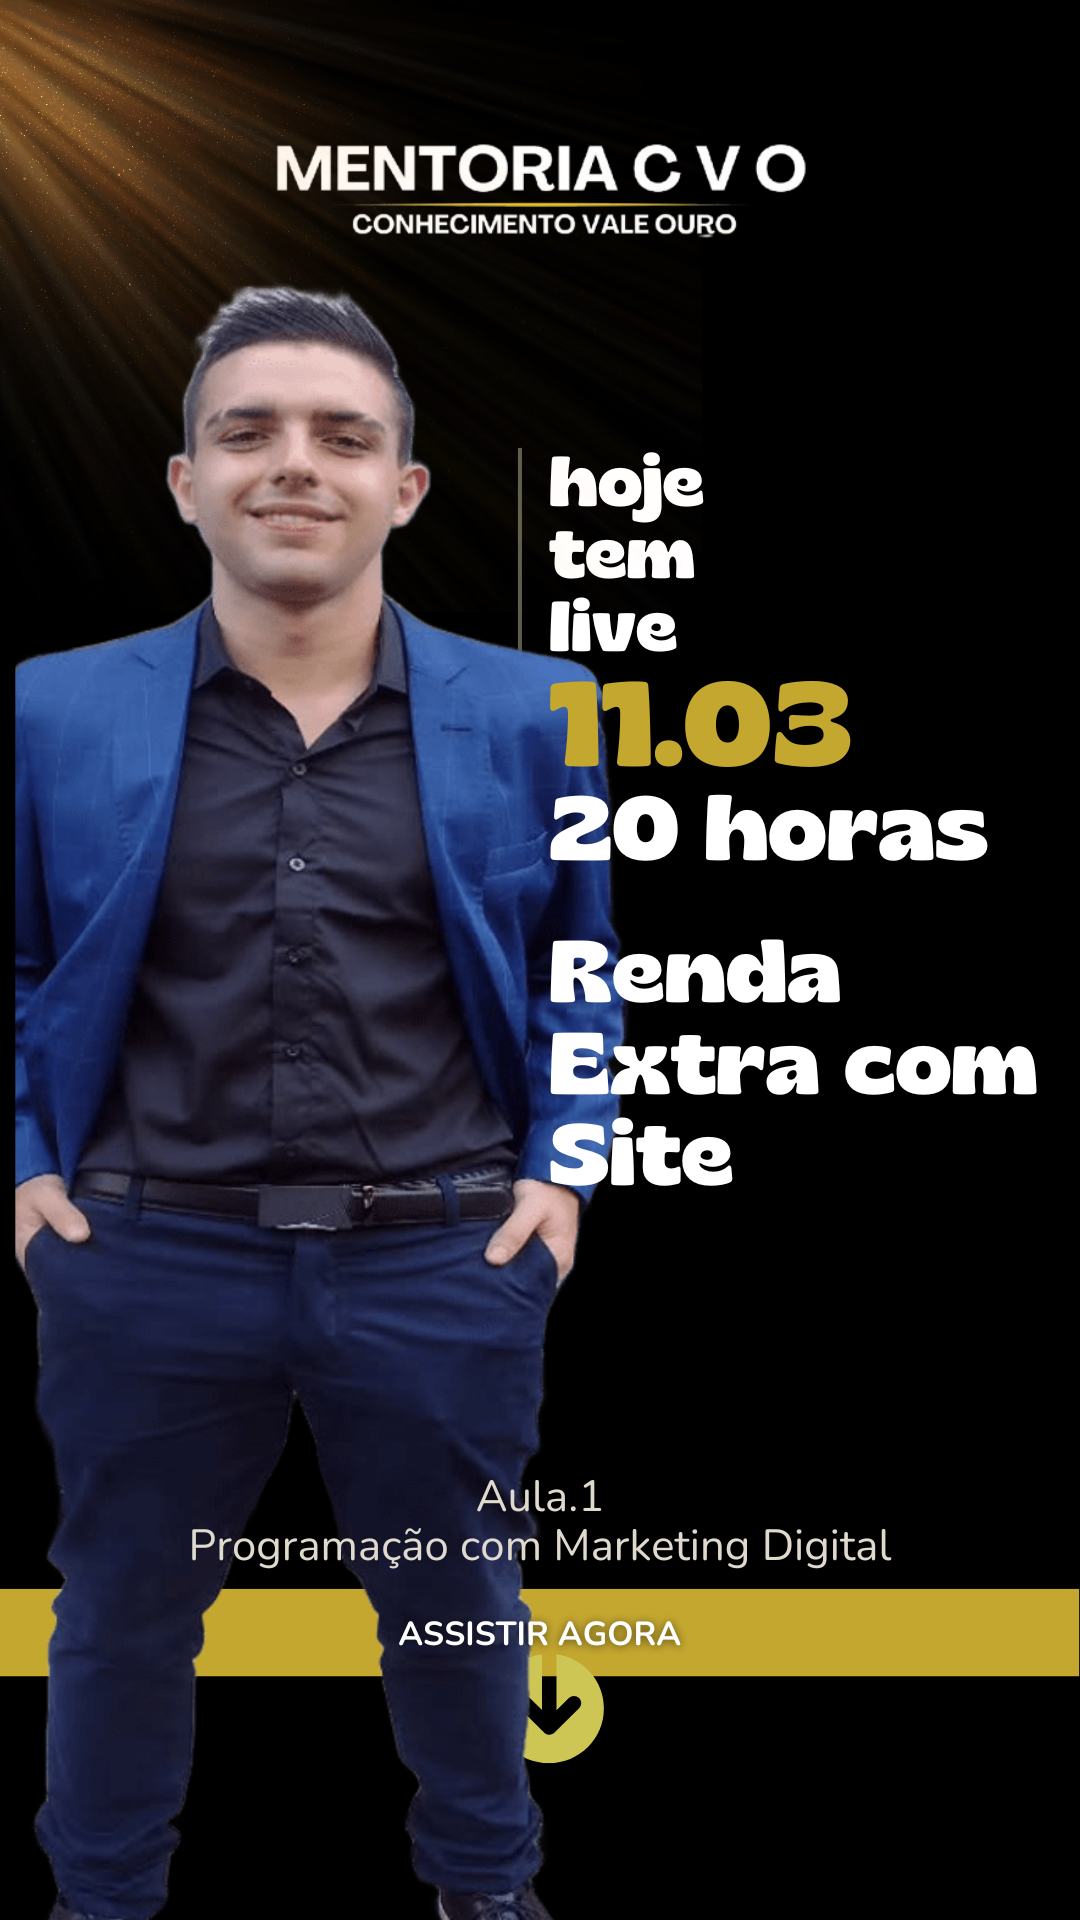 MENTORIA C V O
CONHECIMENTO VALE OURO
hoje
tem
live
11.03
20 horas
Renda
Extra com
Site
Aula.1
Programação com Marketing Digital
ASSISTIR AGORA